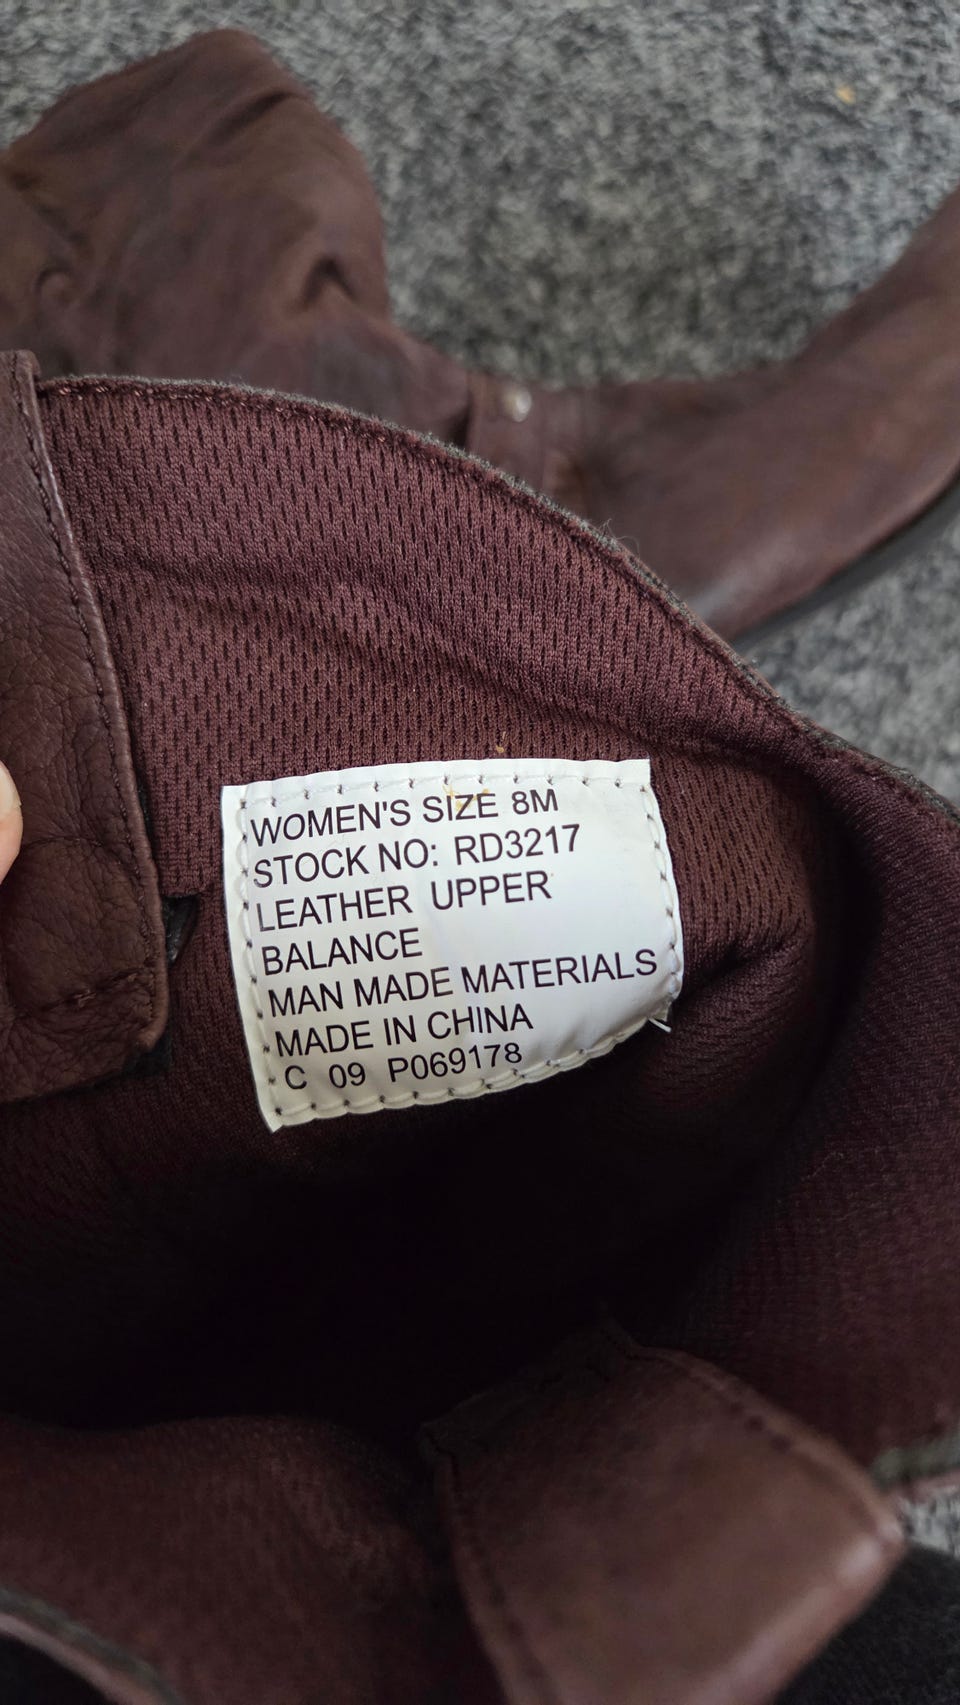 WOMEN'S SIZE 8M
STOCK NO: RD3217
LEATHER UPPER
BALANCE
MAN MADE MATERIALS
MADE IN CHINA
C 09 P069178